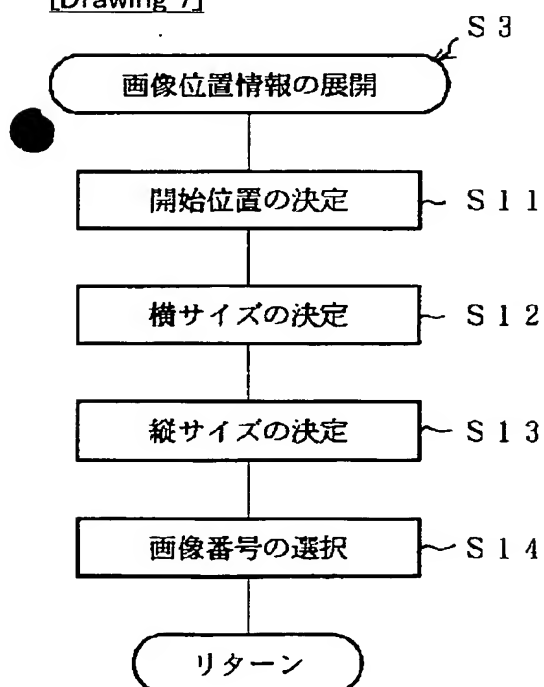 [Drawing 7]
S3
画像位置情報の展開
開始位置の決定 S11
横サイズの決定 S12
縦サイズの決定 S13
画像番号の選択 S14
リターン